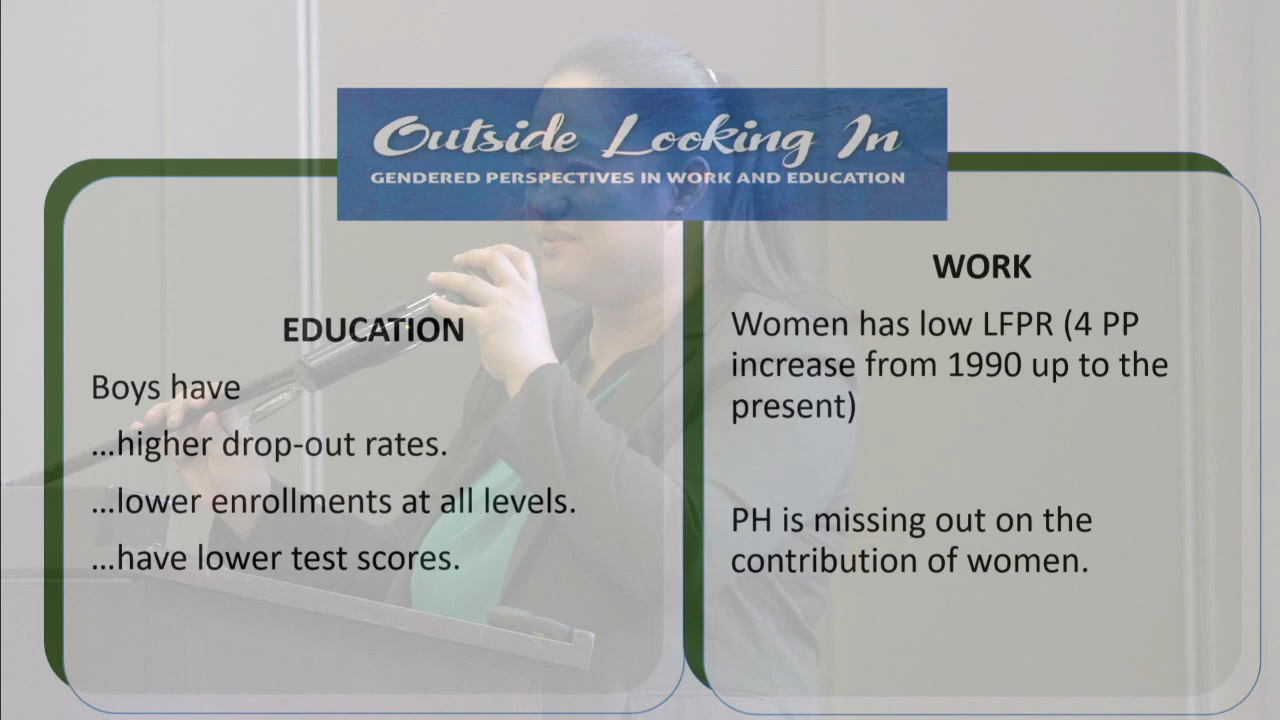 Outside Looking In
GENDERED PERSPECTIVES IN WORK AND EDUCATION
EDUCATION
Boys have
...higher drop-out rates.
...lower enrollments at all levels.
...have lower test scores.
WORK
Women has low LFPR (4 PP
increase from 1990 up to the
present)
PH is missing out on the
contribution of women.